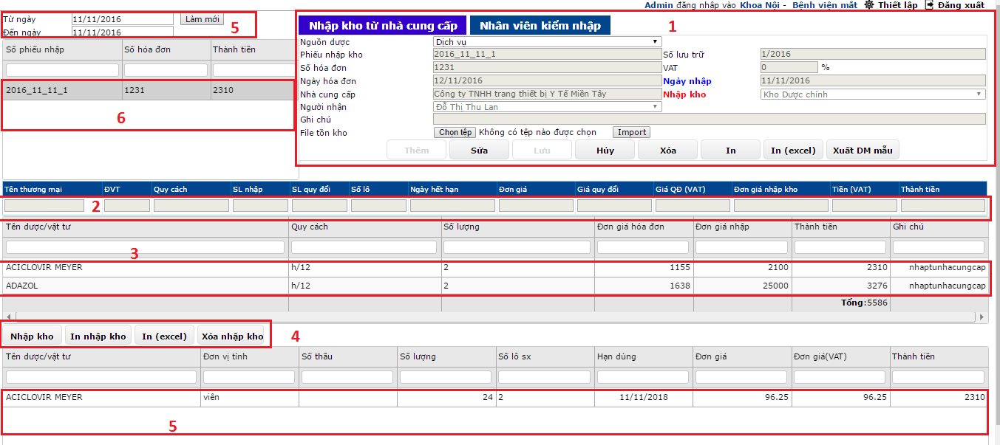 Admin đăng nhập vào Khoa Nội - Bệnh viện mắt Thiết lập Đăng xuất
Từ ngày 11/11/2016 Làm mới
Đến ngày 11/11/2016
5
Số phiếu nhập Số hóa đơn Thành tiền
2016_11_11_1 1231 2310
6
Nhập kho từ nhà cung cấp Nhân viên kiểm nhập 1
Nguồn dược Dịch vụ
Phiếu nhập kho 2016_11_11_1 Số lưu trữ 1/2016
Số hóa đơn 1231 VAT 0 %
Ngày hóa đơn 12/11/2016 Ngày nhập 11/11/2016
Nhà cung cấp Công ty TNHH trang thiết bị Y Tế Miền Tây Nhập kho Kho Dược chính
Người nhận Đỗ Thị Thu Lan
Ghi chú
File tồn kho Chọn tệp Không có tệp nào được chọn Import
Thêm Sửa Lưu Hủy Xóa In In (excel) Xuất DM mẫu
Tên thương mại ĐVT Quy cách SL nhập SL quy đổi Số lô Ngày hết hạn Đơn giá Giá quy đổi Giá QĐ (VAT) Đơn giá nhập kho Tiền (VAT) Thành tiền
2
Tên dược/vật tư Quy cách Số lượng Đơn giá hóa đơn Đơn giá nhập Thành tiền Ghi chú
3
ACICLOVIR MEYER h/12 2 1155 2100 2310 nhaptunhacungcap
ADAZOL h/12 2 1638 25000 3276 nhaptunhacungcap
Tổng:5586
Nhập kho In nhập kho In (excel) Xóa nhập kho 4
Tên dược/vật tư Đơn vị tính Số thầu Số lượng Số lô sx Hạn dùng Đơn giá Đơn giá(VAT) Thành tiền
ACICLOVIR MEYER viên 24 2 11/11/2018 96.25 96.25 2310
5